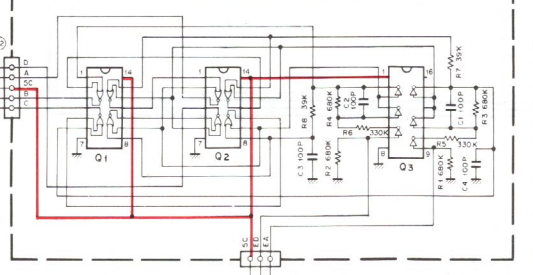 D
A
SC
B
C
1
14
7
8
Q1
1
14
7
8
Q2
R8 39K
R4 680K
C2 100P
R6 330K
C3 100P
R2 680K
1
16
8
9
Q3
R7 39K
C1 100P
R3 680K
R5 330K
R1 680K
C4 100P
SC
EO
EA